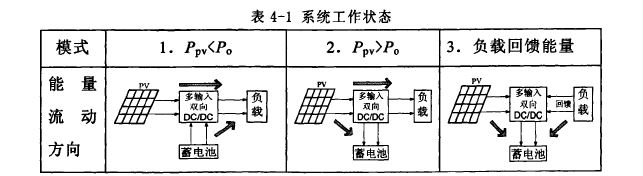 表 4-1 系统工作状态
模式
1. Ppv<Po
2. Ppv>Po
3. 负载回馈能量
能量
流动
方向
PV
多输入
双向
DC/DC
负
载
蓄电池
PV
多输入
双向
DC/DC
负
载
蓄电池
PV
多输入
双向
DC/DC
回馈
负
载
蓄电池